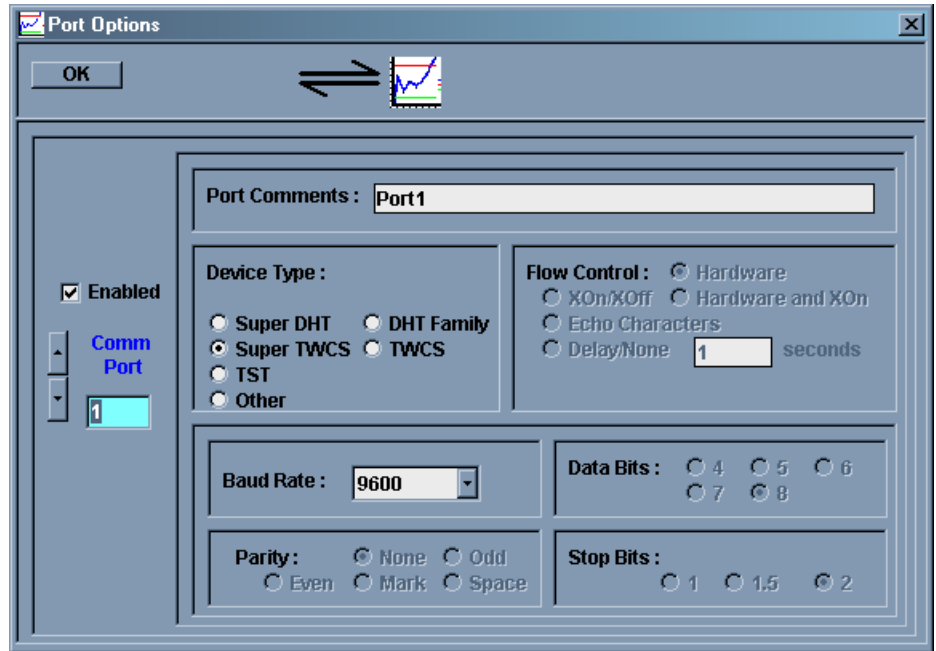 Port Options
OK
Port Comments : Port1
Enabled
Comm
Port
1
Device Type :
Super DHT DHT Family
Super TWCS TWCS
TST
Other
Flow Control : Hardware
XOn/XOff Hardware and XOn
Echo Characters
Delay/None 1 seconds
Baud Rate : 9600
Data Bits : 4 5 6
7 8
Parity : None Odd
Even Mark Space
Stop Bits :
1 1.5 2